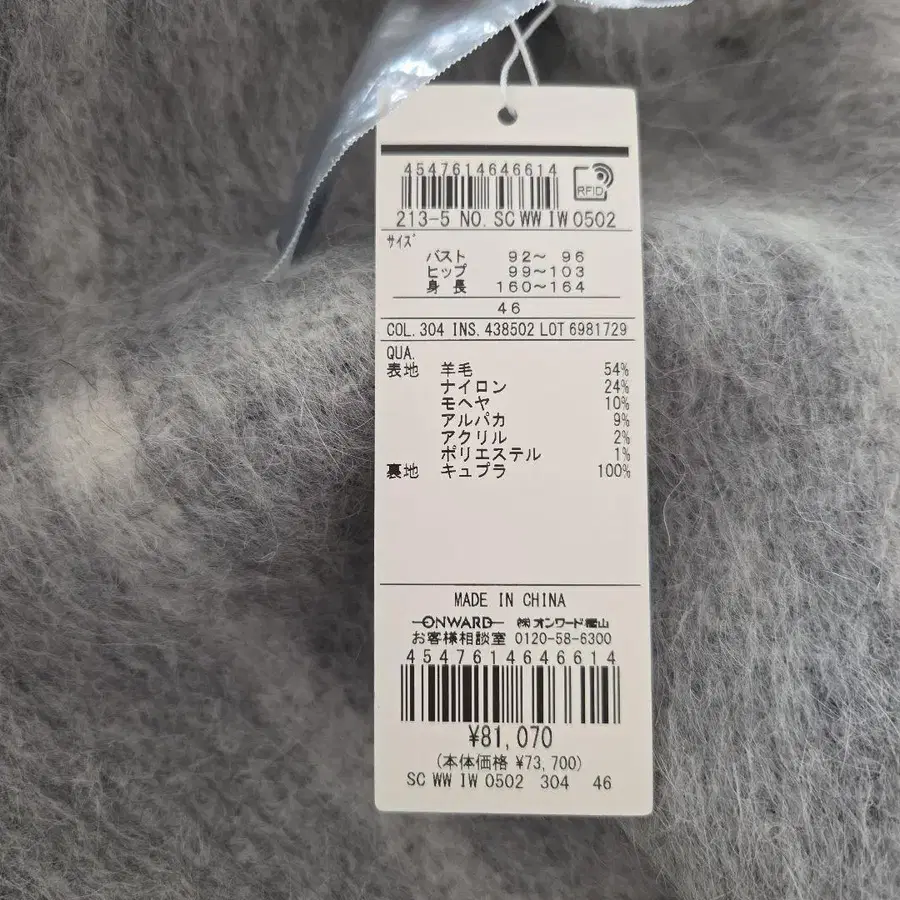 4547614646614
RFID
213-5 NO. SC WW IW 0502
サイズ
バスト 92〜 96
ヒップ 99〜103
身 長 160〜164
46
COL. 304 INS. 438502 LOT 6981729
QUA.
表地 羊毛 54%
ナイロン 24%
モヘヤ 10%
アルパカ 9%
アクリル 2%
ポリエステル 1%
裏地 キュプラ 100%
MADE IN CHINA
ONWARD ㈱オンワード樫山
お客様相談室 0120-58-6300
4547614646614
¥81,070
(本体価格 ¥73,700)
SC WW IW 0502 304 46